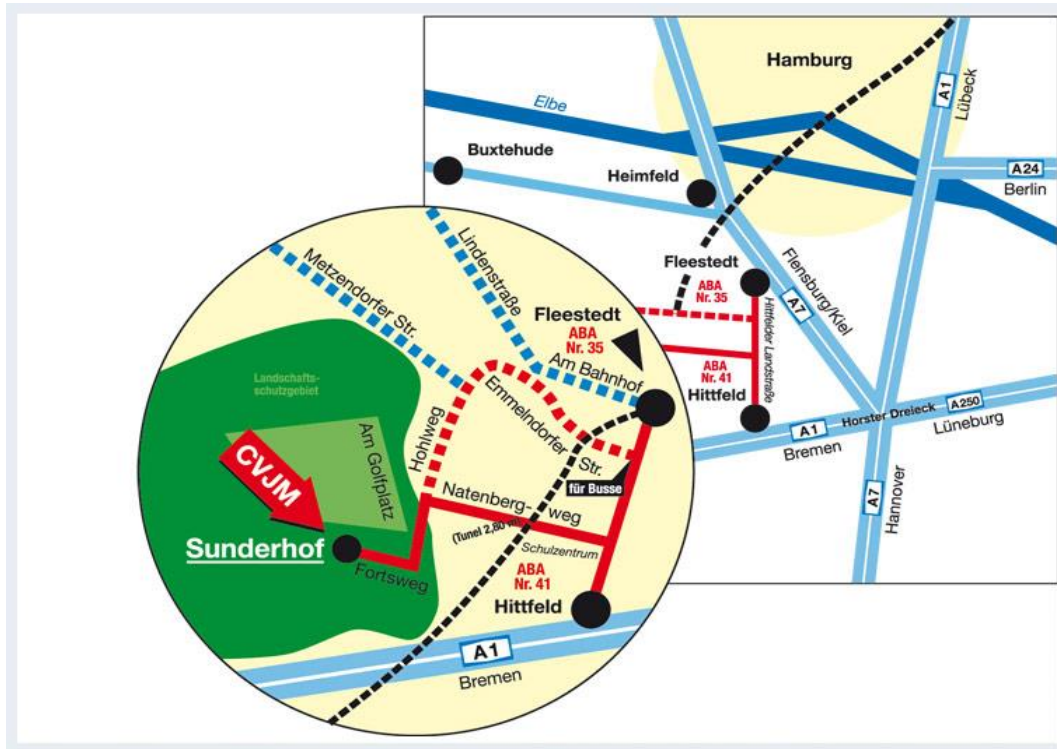 Hamburg
A1
Lübeck
Elbe
Buxtehude
Heimfeld
A24
Berlin
Fleestedt
ABA
Nr. 35
Flensburg/Kiel
A7
Hittfelder Landstraße
ABA
Nr. 41
Hittfeld
A1
Bremen
Horster Dreieck
A250
Lüneburg
A7
Hannover
Lindenstraße
Metzendorfer Str.
Fleestedt
ABA
Nr. 35
Am Bahnhof
Landschafts-
schutzgebiet
Am Golfplatz
Hohlweg
Emmelndorfer
Str.
für Busse
CVJM
Natenberg-
weg
(Tunel 2,80 m)
Schulzentrum
Sunderhof
Fortsweg
ABA
Nr. 41
Hittfeld
A1
Bremen